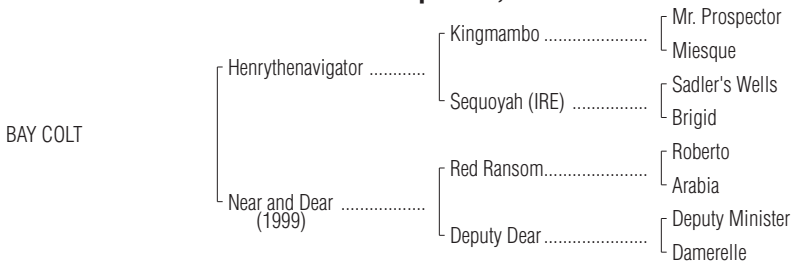 Mr. Prospector
Kingmambo ......................
Miesque
Henrythenavigator ............
Sadler's Wells
Sequoyah (IRE) ................
Brigid
BAY COLT
Roberto
Red Ransom......................
Arabia
Near and Dear ..................
(1999)
Deputy Minister
Deputy Dear ......................
Damerelle